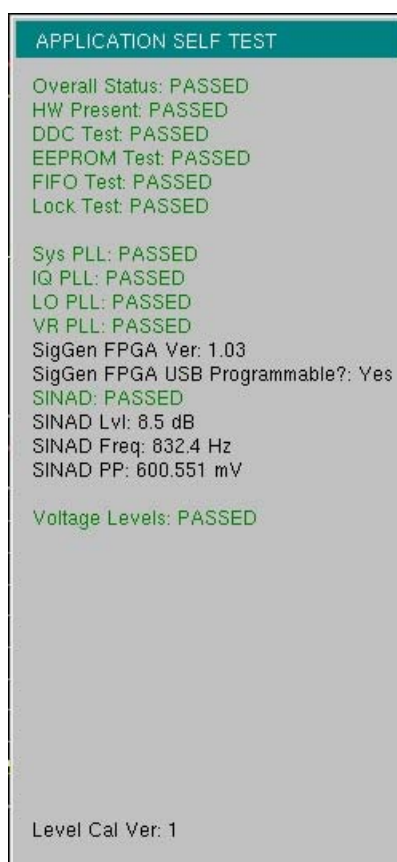 APPLICATION SELF TEST
Overall Status: PASSED
HW Present: PASSED
DDC Test: PASSED
EEPROM Test: PASSED
FIFO Test: PASSED
Lock Test: PASSED
Sys PLL: PASSED
IQ PLL: PASSED
LO PLL: PASSED
VR PLL: PASSED
SigGen FPGA Ver: 1.03
SigGen FPGA USB Programmable?: Yes
SINAD: PASSED
SINAD Lvl: 8.5 dB
SINAD Freq: 832.4 Hz
SINAD PP: 600.551 mV
Voltage Levels: PASSED
Level Cal Ver: 1